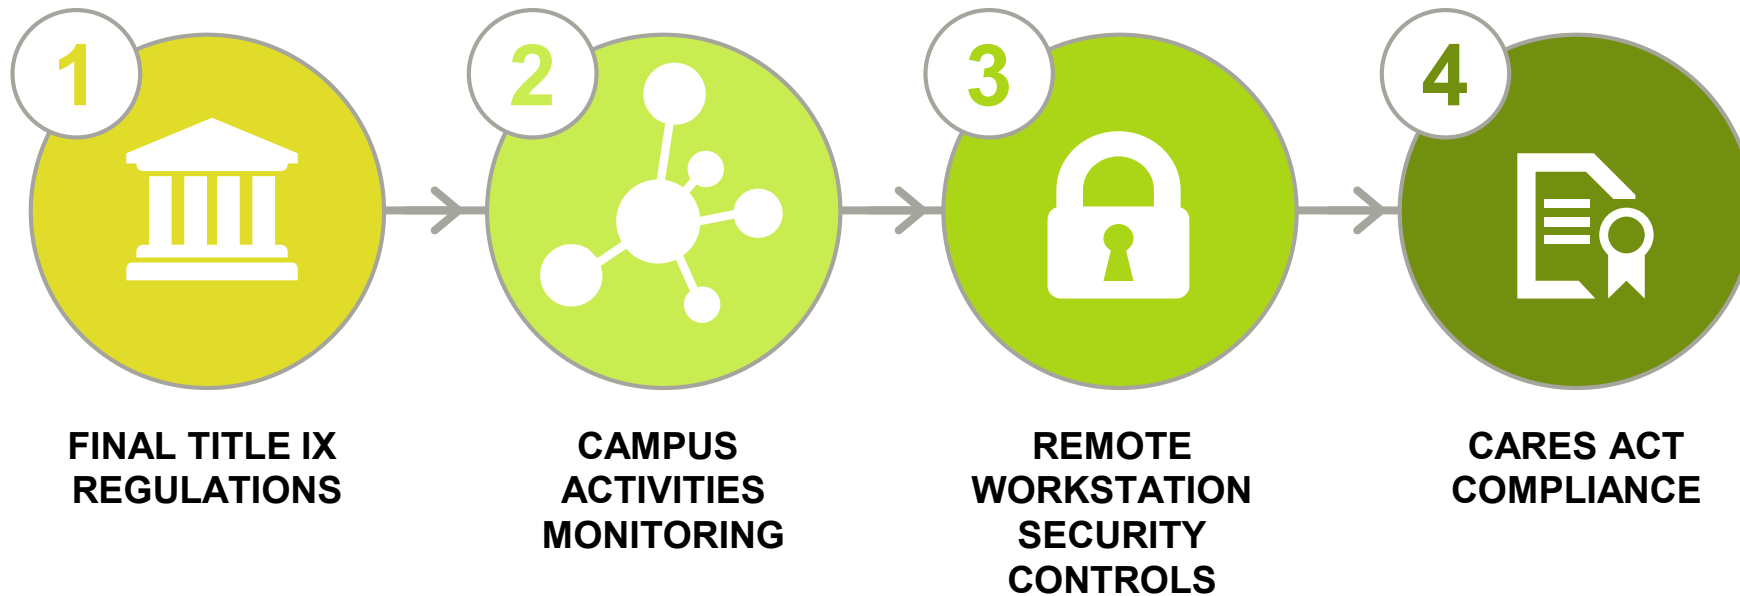 1
FINAL TITLE IX
REGULATIONS
2
CAMPUS
ACTIVITIES
MONITORING
3
REMOTE
WORKSTATION
SECURITY
CONTROLS
4
CARES ACT
COMPLIANCE